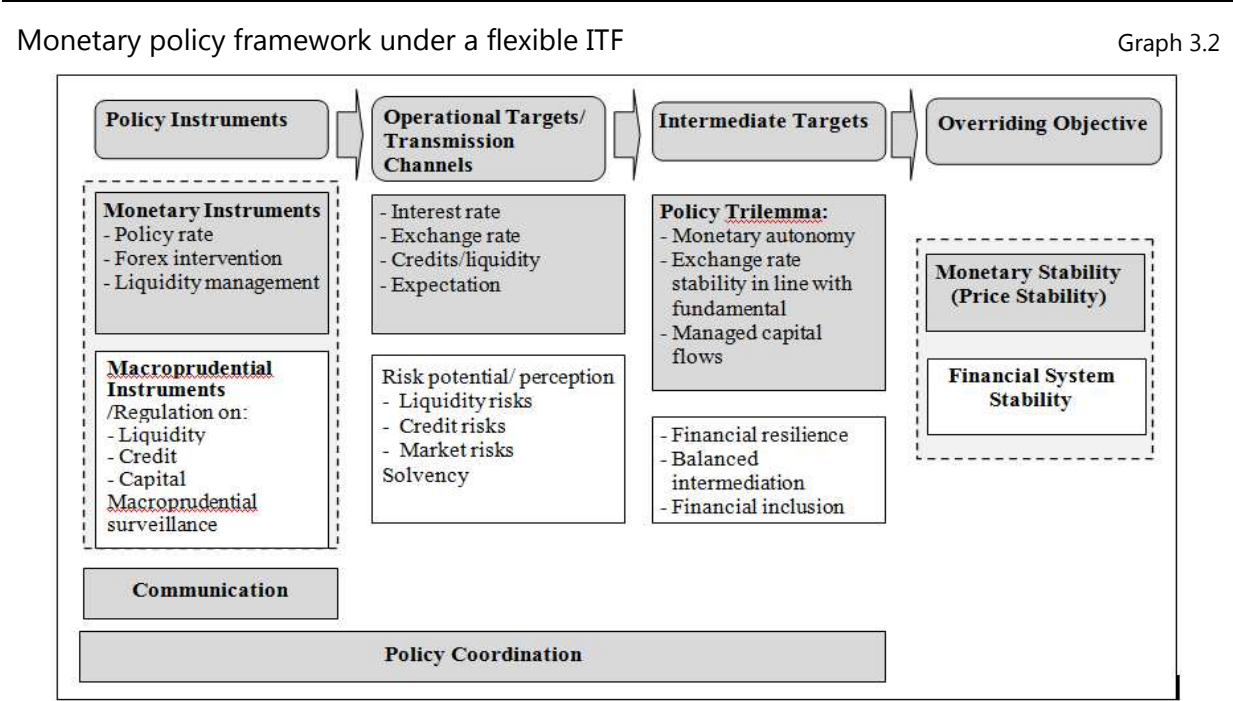 Monetary policy framework under a flexible ITF
Graph 3.2
Policy Instruments
Operational Targets/
Transmission
Channels
Intermediate Targets
Overriding Objective
Monetary Instruments
- Policy rate
- Forex intervention
- Liquidity management
- Interest rate
- Exchange rate
- Credits/liquidity
- Expectation
Policy Trilemma:
- Monetary autonomy
- Exchange rate
stability in line with
fundamental
- Managed capital
flows
Monetary Stability
(Price Stability)
Macroprudential
Instruments
/Regulation on:
- Liquidity
- Credit
- Capital
Macroprudential
surveillance
Risk potential/ perception
- Liquidity risks
- Credit risks
- Market risks
Solvency
- Financial resilience
- Balanced
intermediation
- Financial inclusion
Financial System
Stability
Communication
Policy Coordination